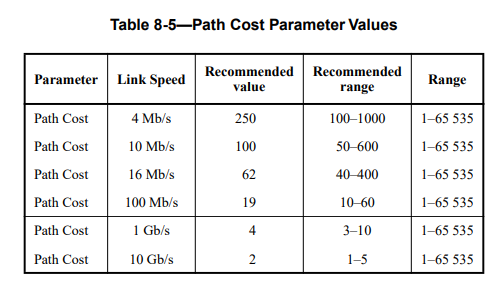 Table 8-5—Path Cost Parameter Values
Parameter Link Speed Recommended value Recommended range Range
Path Cost 4 Mb/s 250 100–1000 1–65 535
Path Cost 10 Mb/s 100 50–600 1–65 535
Path Cost 16 Mb/s 62 40–400 1–65 535
Path Cost 100 Mb/s 19 10–60 1–65 535
Path Cost 1 Gb/s 4 3–10 1–65 535
Path Cost 10 Gb/s 2 1–5 1–65 535